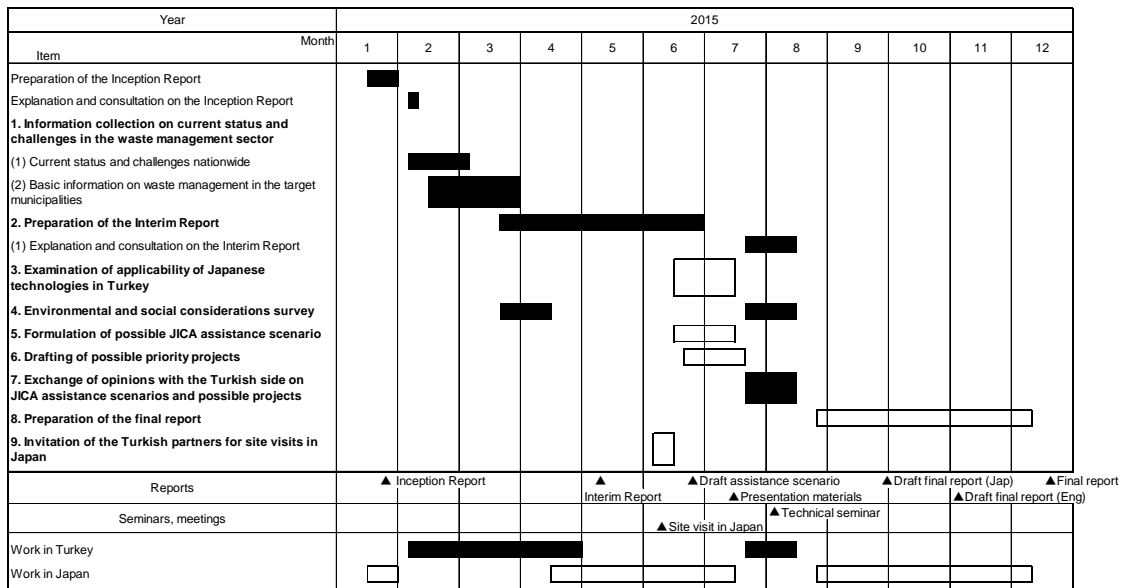 Year 2015
Month
Item 1 2 3 4 5 6 7 8 9 10 11 12
Preparation of the Inception Report
Explanation and consultation on the Inception Report
1. Information collection on current status and
challenges in the waste management sector
(1) Current status and challenges nationwide
(2) Basic information on waste management in the target
municipalities
2. Preparation of the Interim Report
(1) Explanation and consultation on the Interim Report
3. Examination of applicability of Japanese
technologies in Turkey
4. Environmental and social considerations survey
5. Formulation of possible JICA assistance scenario
6. Drafting of possible priority projects
7. Exchange of opinions with the Turkish side on
JICA assistance scenarios and possible projects
8. Preparation of the final report
9. Invitation of the Turkish partners for site visits in
Japan
Reports ▲ Inception Report ▲ ▲Draft assistance scenario ▲Draft final report (Jap) ▲Final report
Interim Report ▲Presentation materials ▲Draft final report (Eng)
Seminars, meetings ▲Technical seminar
▲Site visit in Japan
Work in Turkey
Work in Japan